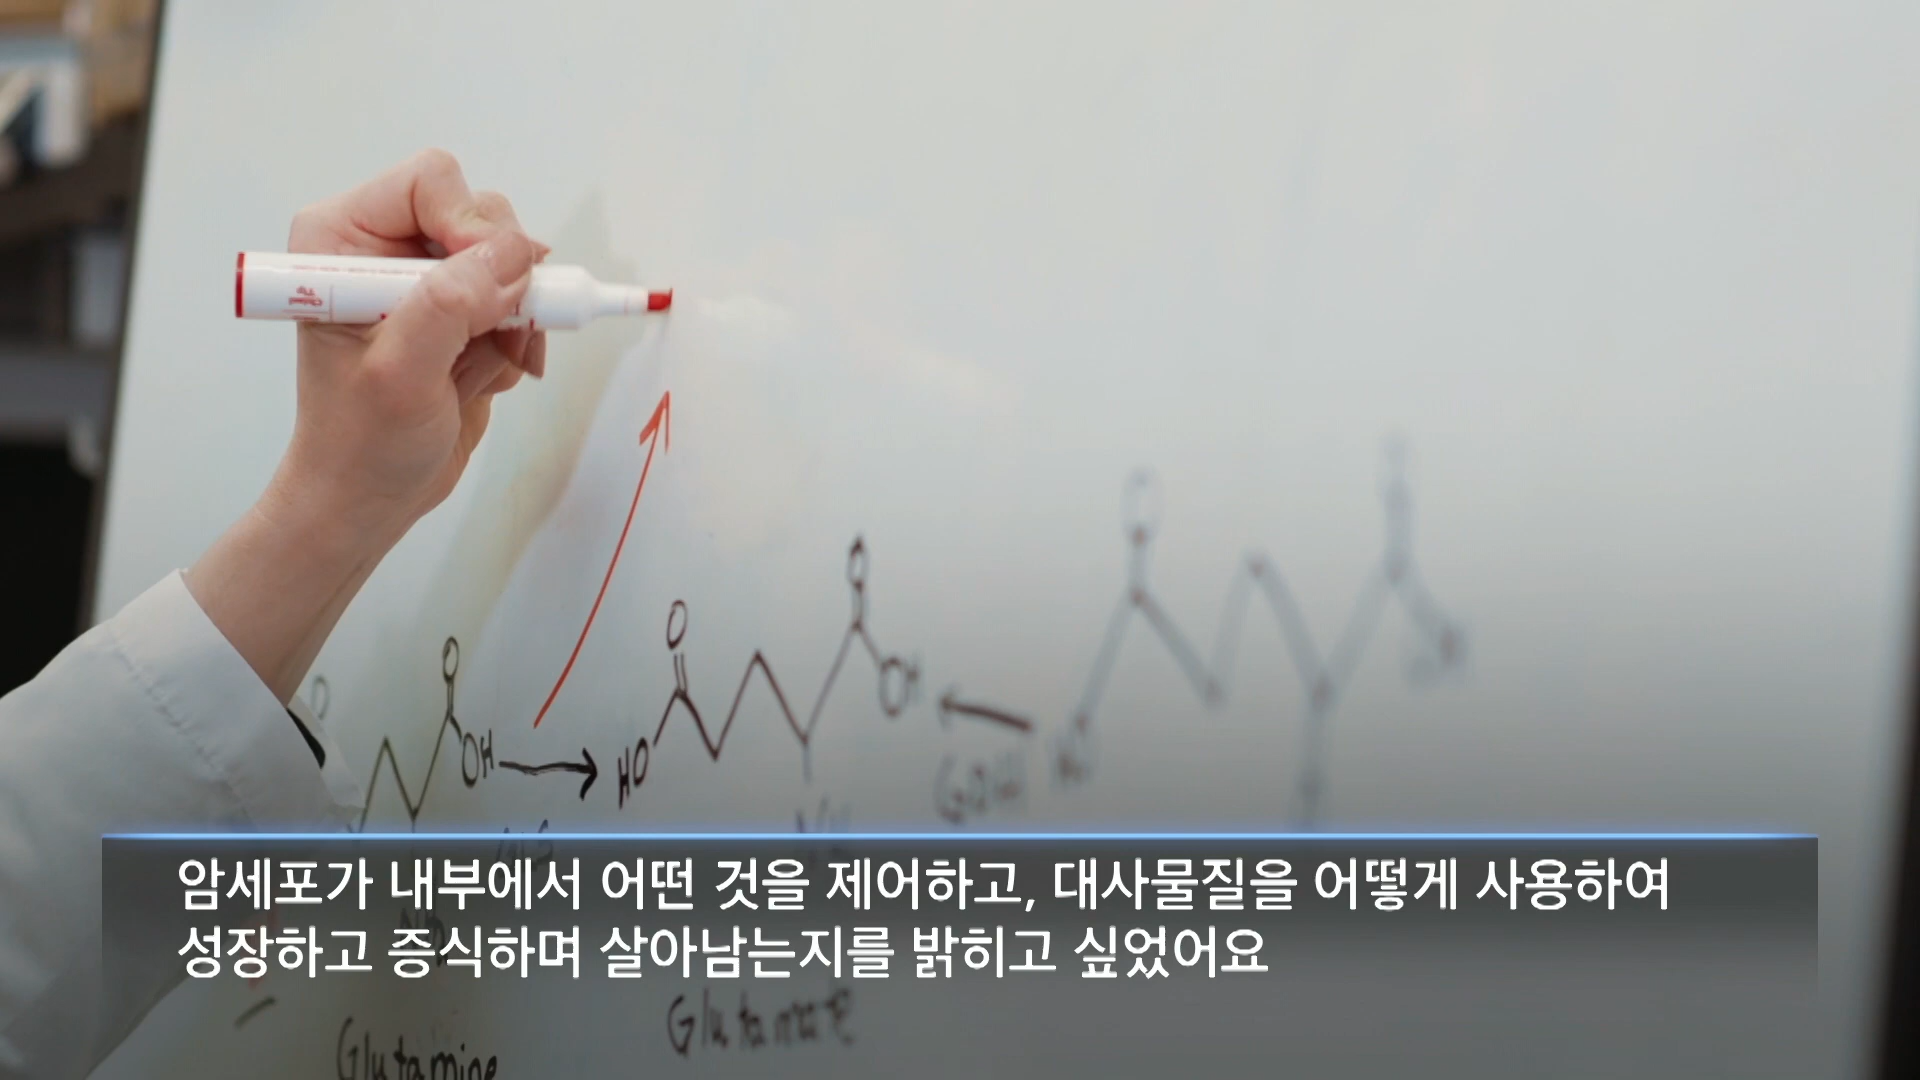 O
O
O
OH
OH
HO
암세포가 내부에서 어떤 것을 제어하고, 대사물질을 어떻게 사용하여
성장하고 증식하며 살아남는지를 밝히고 싶었어요
Glutamate
Glutamine